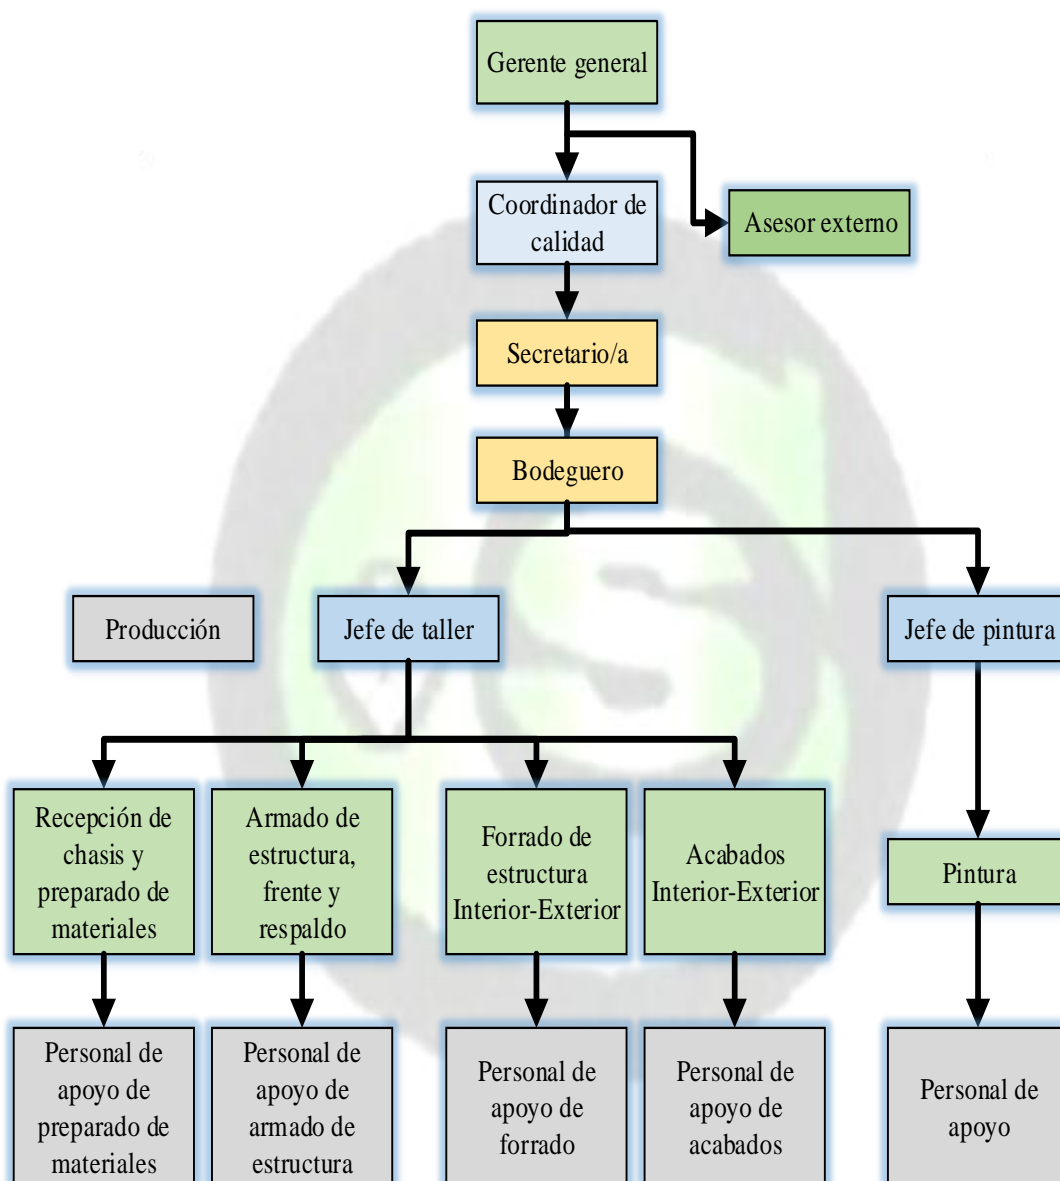 Gerente general
Coordinador de
calidad
Asesor externo
Secretario/a
Bodeguero
Producción
Jefe de taller
Jefe de pintura
Recepción de
chasis y
preparado de
materiales
Armado de
estructura,
frente y
respaldo
Forrado de
estructura
Interior-Exterior
Acabados
Interior-Exterior
Pintura
Personal de
apoyo de
preparado de
materiales
Personal de
apoyo de
armado de
estructura
Personal de
apoyo de
forrado
Personal de
apoyo de
acabados
Personal de
apoyo